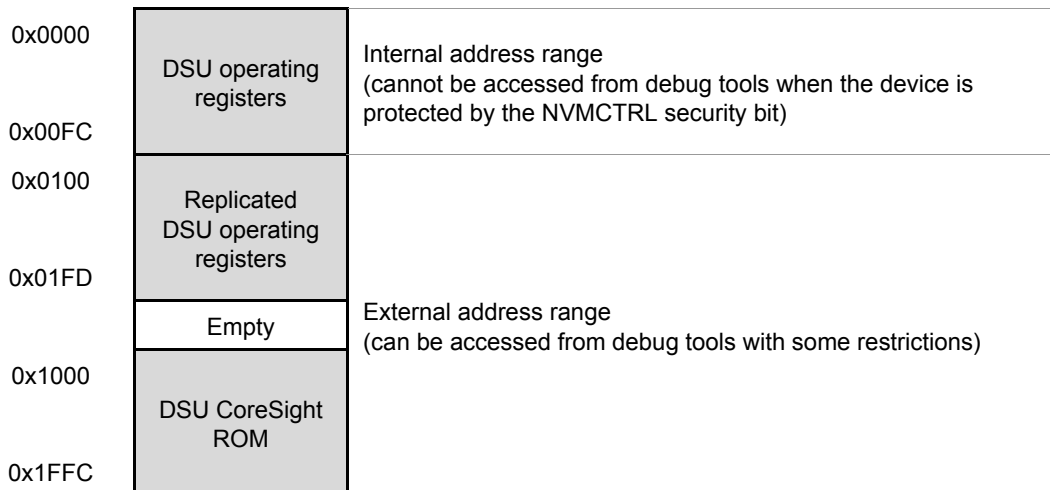 0x0000
DSU operating
registers
Internal address range
(cannot be accessed from debug tools when the device is
protected by the NVMCTRL security bit)
0x00FC
0x0100
Replicated
DSU operating
registers
0x01FD
Empty
External address range
(can be accessed from debug tools with some restrictions)
0x1000
DSU CoreSight
ROM
0x1FFC